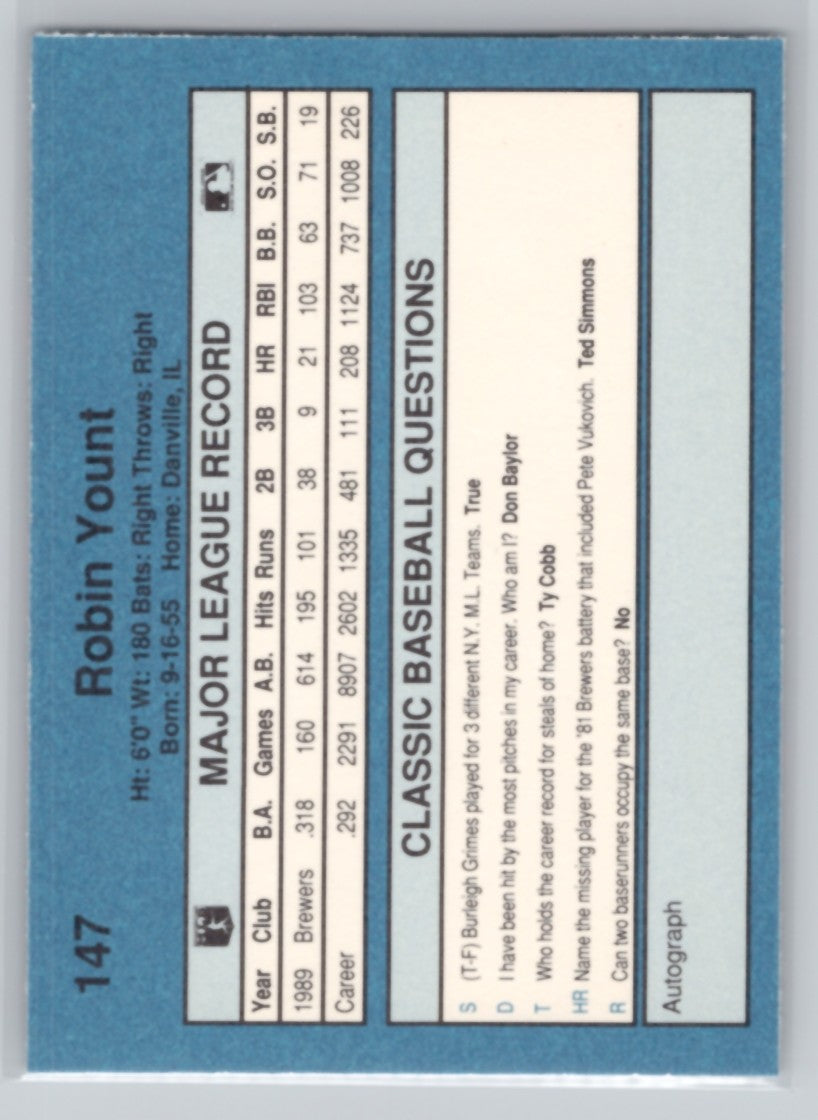 147
Robin Yount
Ht: 6'0" Wt: 180 Bats: Right Throws: Right
Born: 9-16-55 Home: Danville, IL
MAJOR LEAGUE RECORD
Year Club B.A. Games A.B. Hits Runs 2B 3B HR RBI B.B. S.O. S.B.
1989 Brewers .318 160 614 195 101 38 9 21 103 63 71 19
Career .292 2291 8907 2602 1335 481 111 208 1124 737 1008 226
CLASSIC BASEBALL QUESTIONS
S (T-F) Burleigh Grimes played for 3 different N.Y. M.L. Teams. True
D I have been hit by the most pitches in my career. Who am I? Don Baylor
T Who holds the career record for steals of home? Ty Cobb
HR Name the missing player for the '81 Brewers battery that included Pete Vukovich. Ted Simmons
R Can two baserunners occupy the same base? No
Autograph